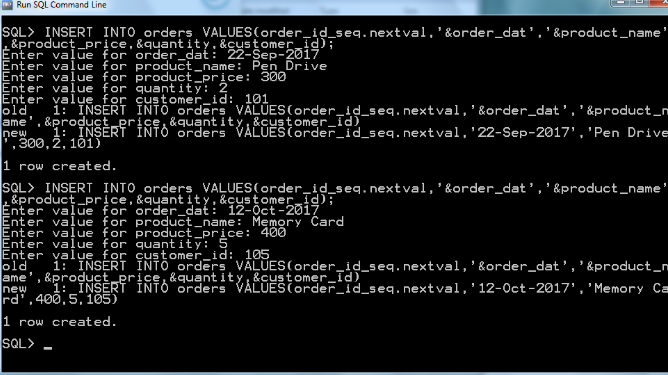 Run SQL Command Line
SQL> INSERT INTO orders VALUES(order_id_seq.nextval,'&order_dat','&product_name'
,&product_price,&quantity,&customer_id);
Enter value for order_dat: 22-Sep-2017
Enter value for product_name: Pen Drive
Enter value for product_price: 300
Enter value for quantity: 2
Enter value for customer_id: 101
old   1: INSERT INTO orders VALUES(order_id_seq.nextval,'&order_dat','&product_n
ame',&product_price,&quantity,&customer_id)
new   1: INSERT INTO orders VALUES(order_id_seq.nextval,'22-Sep-2017','Pen Drive
',300,2,101)
1 row created.
SQL> INSERT INTO orders VALUES(order_id_seq.nextval,'&order_dat','&product_name'
,&product_price,&quantity,&customer_id);
Enter value for order_dat: 12-Oct-2017
Enter value for product_name: Memory Card
Enter value for product_price: 400
Enter value for quantity: 5
Enter value for customer_id: 105
old   1: INSERT INTO orders VALUES(order_id_seq.nextval,'&order_dat','&product_n
ame',&product_price,&quantity,&customer_id)
new   1: INSERT INTO orders VALUES(order_id_seq.nextval,'12-Oct-2017','Memory Ca
rd',400,5,105)
1 row created.
SQL> _